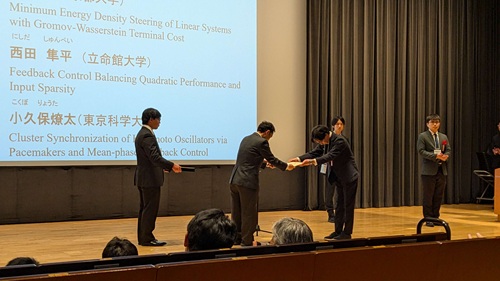 Minimum Energy Density Steering of Linear Systems
with Gromov-Wasserstein Terminal Cost
にしだ しゅんぺい
西田 隼平 (立命館大学)
Feedback Control Balancing Quadratic Performance and
Input Sparsity
こくぼ りょうた
小久保燎太(東京科学大
Cluster Synchronization of Oscillators via
Pacemakers and Mean-phase Control